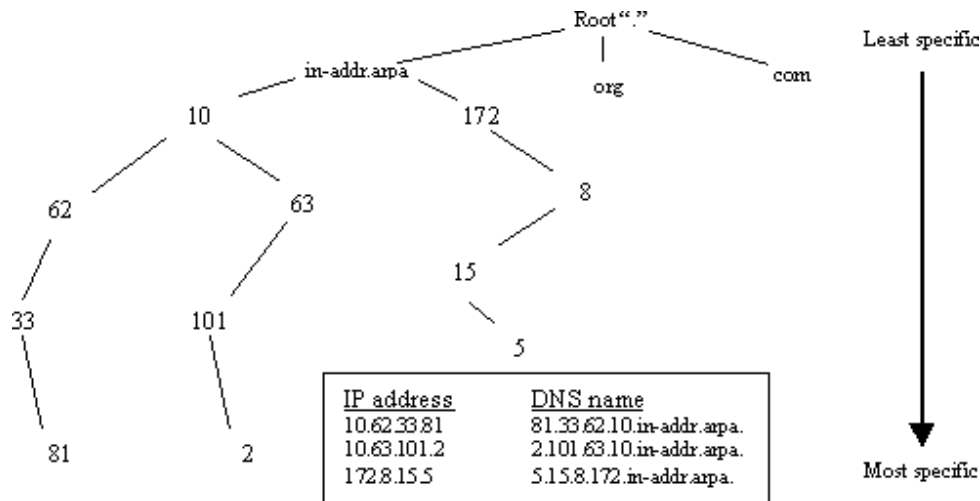 Root“.”
Least specific
in-addr.arpa
org
com
10
172
62
63
8
15
33
101
5
81
2
IP address DNS name
10.62.33.81 81.33.62.10.in-addr.arpa.
10.63.101.2 2.101.63.10.in-addr.arpa.
172.8.15.5 5.15.8.172.in-addr.arpa.
Most specific